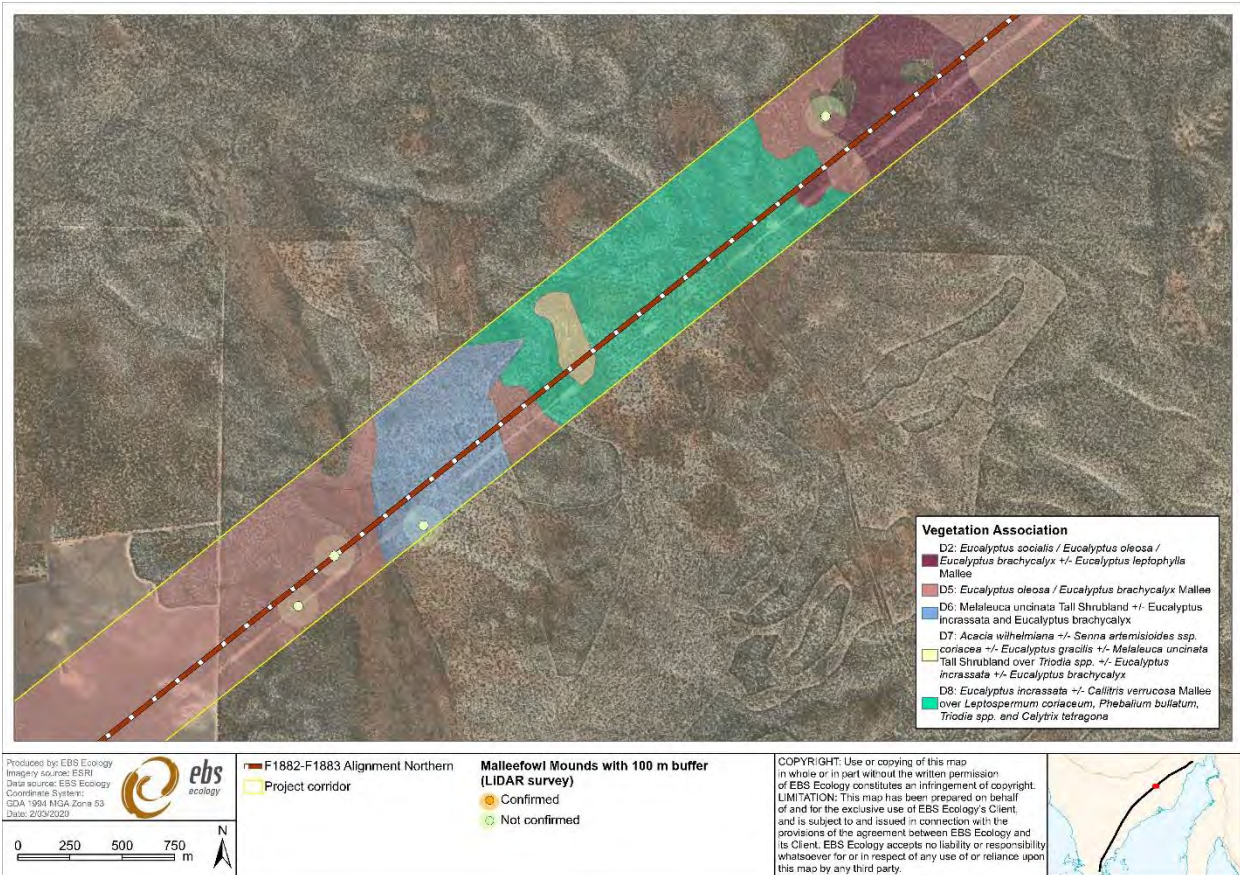 Vegetation Association
D2: Eucalyptus socialis / Eucalyptus oleosa /
Eucalyptus brachycalyx +/- Eucalyptus leptophylla
Mallee
D5: Eucalyptus oleosa / Eucalyptus brachycalyx Mallee
D6: Melaleuca uncinata Tall Shrubland +/- Eucalyptus
incrassata and Eucalyptus brachycalyx
D7: Acacia wilhelmiana +/- Senna artemisioides ssp.
coriacea +/- Eucalyptus gracilis +/- Melaleuca uncinata
Tall Shrubland over Triodia spp. +/- Eucalyptus
incrassata +/- Eucalyptus brachycalyx
D8: Eucalyptus incrassata +/- Callitris verrucosa Mallee
over Leptospermum coriaceum, Phebalium bullatum,
Triodia spp. and Calytrix tetragona
Produced by: EBS Ecology
Imagery source: ESRI
Data source: EBS Ecology
Coordinate System:
GDA 1994 MGA Zone 53
Date: 2/03/2020
ebs
ecology
N
0 250 500 750
m
F1882-F1883 Alignment Northern
Project corridor
Malleefowl Mounds with 100 m buffer
(LiDAR survey)
Confirmed
Not confirmed
COPYRIGHT: Use or copying of this map
in whole or in part without the written permission
of EBS Ecology constitutes an infringement of copyright.
LIMITATION: This map has been prepared on behalf
of and for the exclusive use of EBS Ecology's Client,
and is subject to and issued in connection with the
provisions of the agreement between EBS Ecology and
its Client. EBS Ecology accepts no liability or responsibility
whatsoever for or in respect of any use of or reliance upon
this map by any third party.